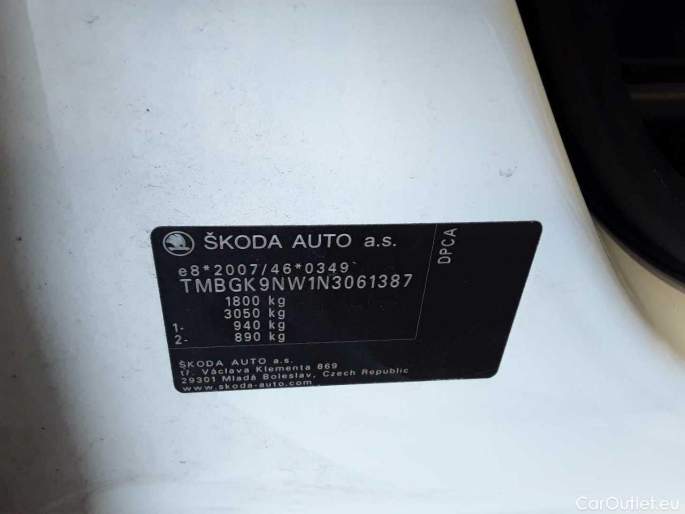 ŠKODA AUTO a.s.
DPCA
e8*2007/46*0349`
TMBGK9NW1N3061387
1800 kg
3050 kg
1- 940 kg
2- 890 kg
ŠKODA AUTO a.s.
tř. Václava Klementa 869
29301 Mladá Boleslav, Czech Republic
www.skoda-auto.com
CarOutlet.eu